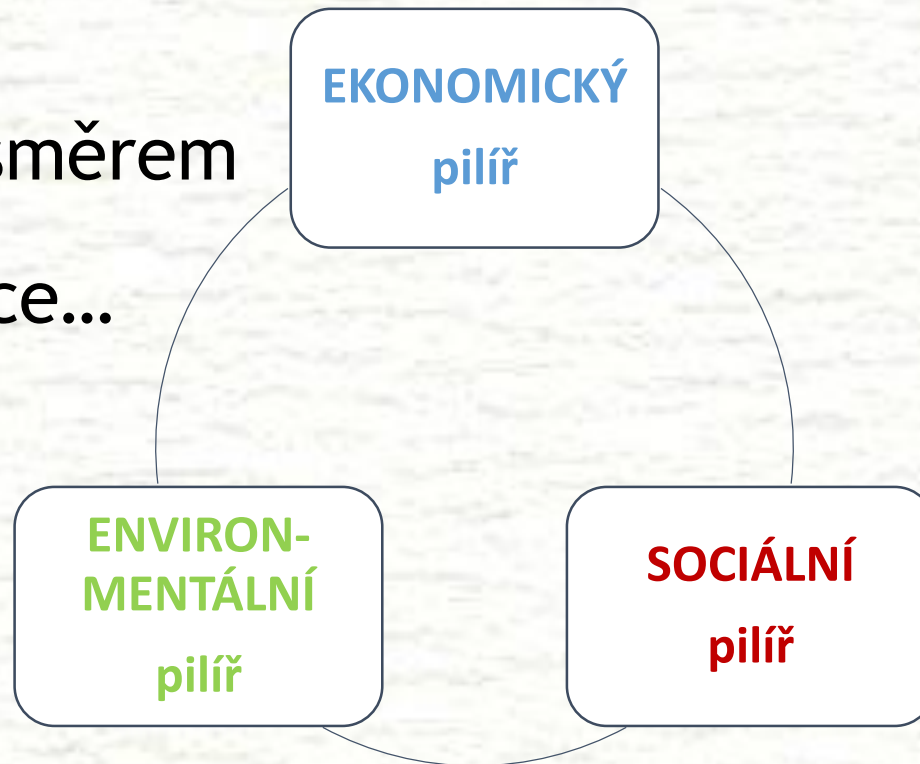 EKONOMICKÝ
pilíř
směrem
ce...
ENVIRON-
MENTÁLNÍ
pilíř
SOCIÁLNÍ
pilíř